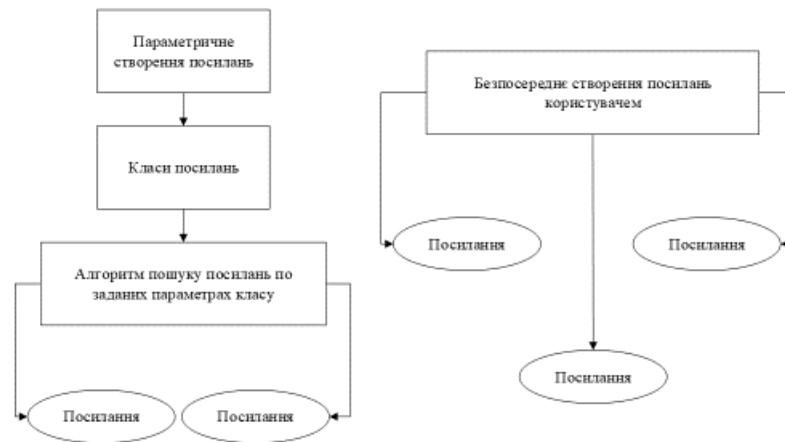 Параметричне
створення посилань
Класи посилань
Алгоритм пошуку посилань по
заданих параметрах класу
Посилання
Посилання
Безпосереднє створення посилань
користувачем
Посилання
Посилання
Посилання